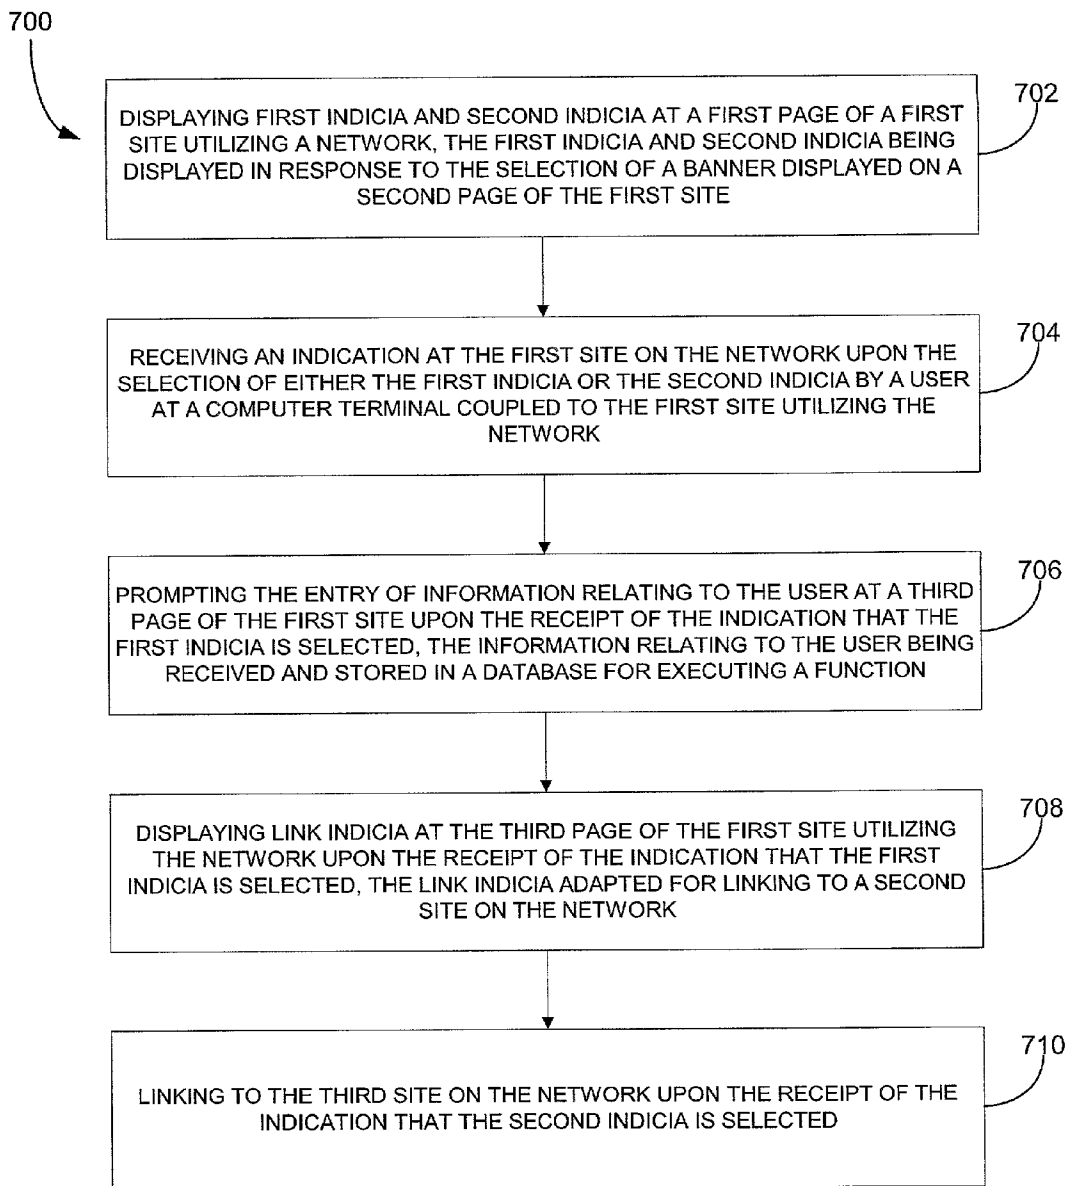 700
702
DISPLAYING FIRST INDICIA AND SECOND INDICIA AT A FIRST PAGE OF A FIRST
SITE UTILIZING A NETWORK, THE FIRST INDICIA AND SECOND INDICIA BEING
DISPLAYED IN RESPONSE TO THE SELECTION OF A BANNER DISPLAYED ON A
SECOND PAGE OF THE FIRST SITE
704
RECEIVING AN INDICATION AT THE FIRST SITE ON THE NETWORK UPON THE
SELECTION OF EITHER THE FIRST INDICIA OR THE SECOND INDICIA BY A USER
AT A COMPUTER TERMINAL COUPLED TO THE FIRST SITE UTILIZING THE
NETWORK
706
PROMPTING THE ENTRY OF INFORMATION RELATING TO THE USER AT A THIRD
PAGE OF THE FIRST SITE UPON THE RECEIPT OF THE INDICATION THAT THE
FIRST INDICIA IS SELECTED, THE INFORMATION RELATING TO THE USER BEING
RECEIVED AND STORED IN A DATABASE FOR EXECUTING A FUNCTION
708
DISPLAYING LINK INDICIA AT THE THIRD PAGE OF THE FIRST SITE UTILIZING
THE NETWORK UPON THE RECEIPT OF THE INDICATION THAT THE FIRST
INDICIA IS SELECTED, THE LINK INDICIA ADAPTED FOR LINKING TO A SECOND
SITE ON THE NETWORK
710
LINKING TO THE THIRD SITE ON THE NETWORK UPON THE RECEIPT OF THE
INDICATION THAT THE SECOND INDICIA IS SELECTED